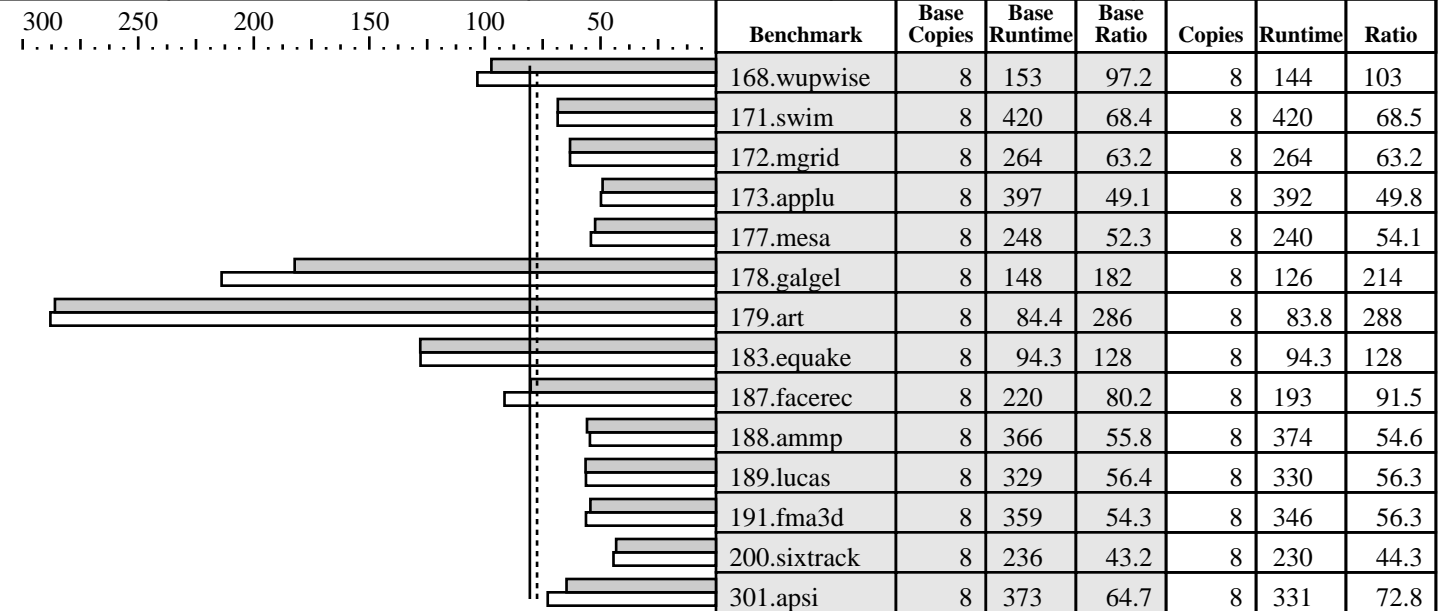 300 250 200 150 100 50
Benchmark Base Copies Base Runtime Base Ratio Copies Runtime Ratio
168.wupwise 8 153 97.2 8 144 103
171.swim 8 420 68.4 8 420 68.5
172.mgrid 8 264 63.2 8 264 63.2
173.applu 8 397 49.1 8 392 49.8
177.mesa 8 248 52.3 8 240 54.1
178.galgel 8 148 182 8 126 214
179.art 8 84.4 286 8 83.8 288
183.equake 8 94.3 128 8 94.3 128
187.facerec 8 220 80.2 8 193 91.5
188.ammp 8 366 55.8 8 374 54.6
189.lucas 8 329 56.4 8 330 56.3
191.fma3d 8 359 54.3 8 346 56.3
200.sixtrack 8 236 43.2 8 230 44.3
301.apsi 8 373 64.7 8 331 72.8